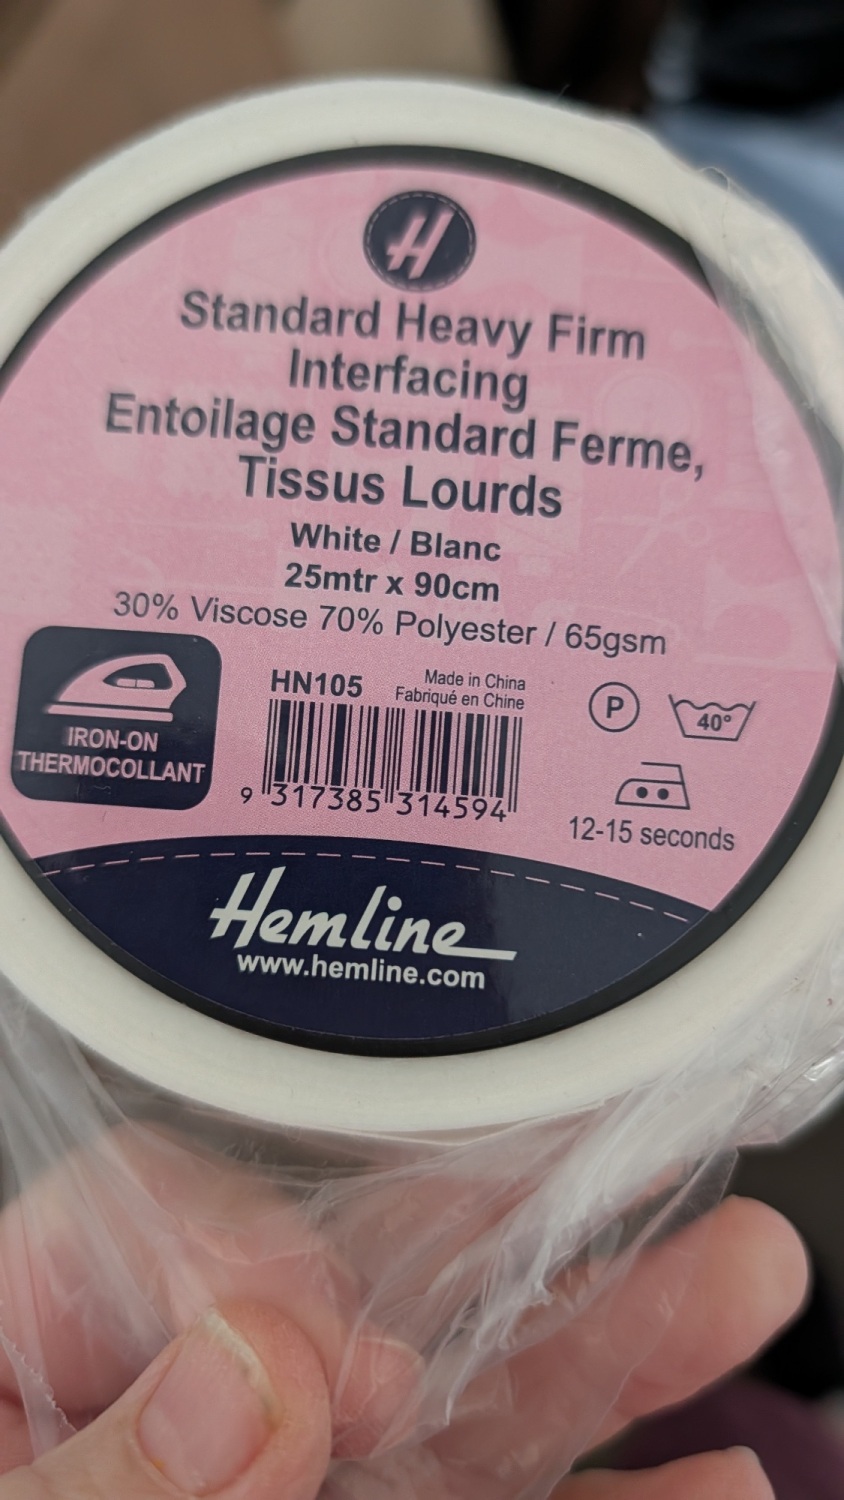 H
Standard Heavy Firm
Interfacing
Entoilage Standard Ferme,
Tissus Lourds
White / Blanc
25mtr x 90cm
30% Viscose 70% Polyester / 65gsm
IRON-ON
THERMOCOLLANT
HN105
Made in China
Fabriqué en Chine
9 317385 314594
P
40°
12-15 seconds
Hemline
www.hemline.com